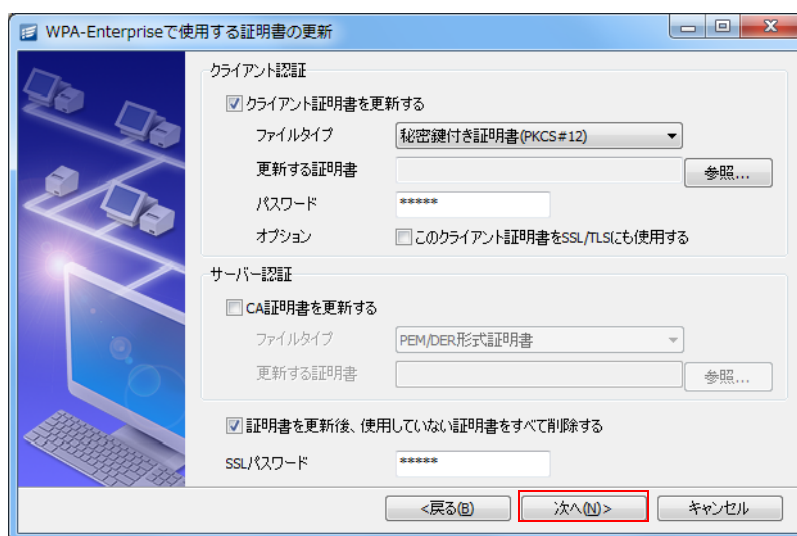 WPA-Enterpriseで使用する証明書の更新
クライアント認証
クライアント証明書を更新する
ファイルタイプ 秘密鍵付き証明書(PKCS#12)
更新する証明書 参照...
パスワード *****
オプション このクライアント証明書をSSL/TLSにも使用する
サーバー認証
CA証明書を更新する
ファイルタイプ PEM/DER形式証明書
更新する証明書 参照...
証明書を更新後、使用していない証明書をすべて削除する
SSLパスワード *****
<戻る(B) 次へ(N)> キャンセル